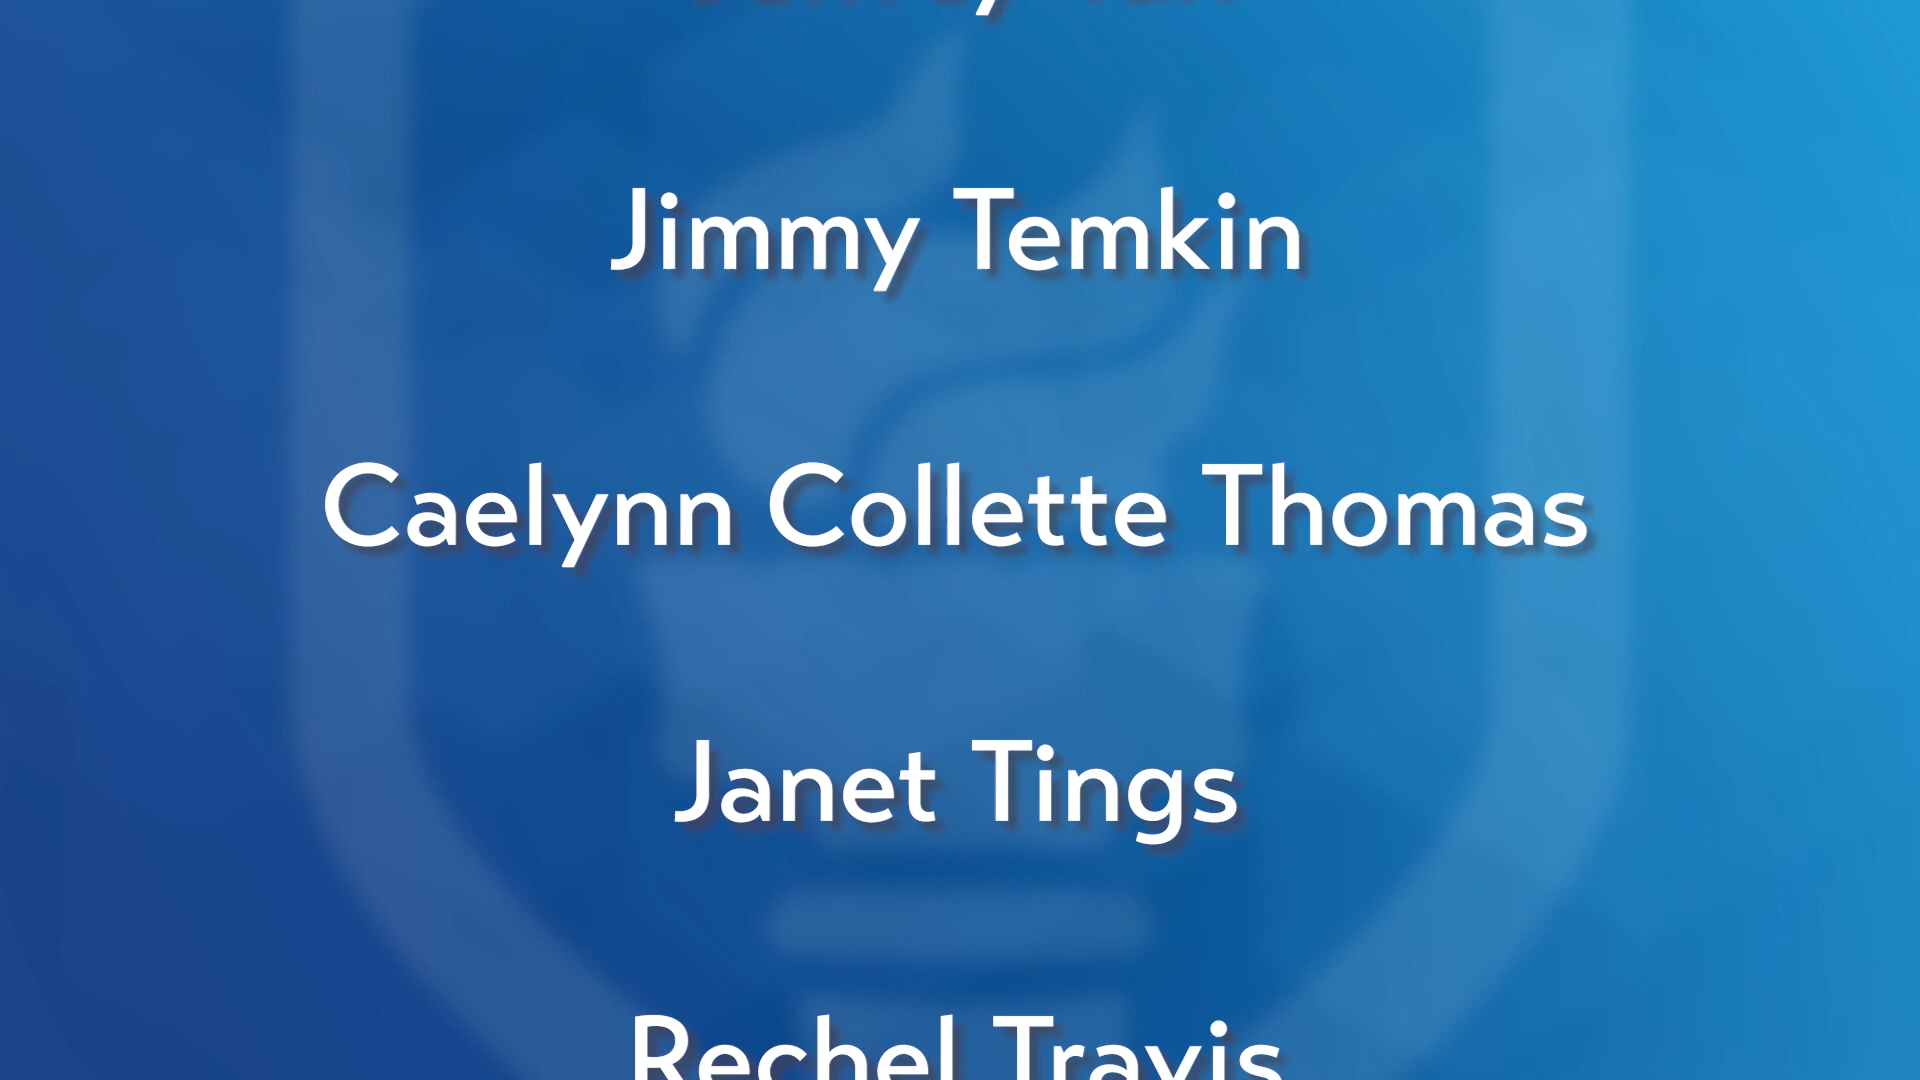 Jimmy Temkin
Caelynn Collette Thomas
Janet Tings
Rechel Travis